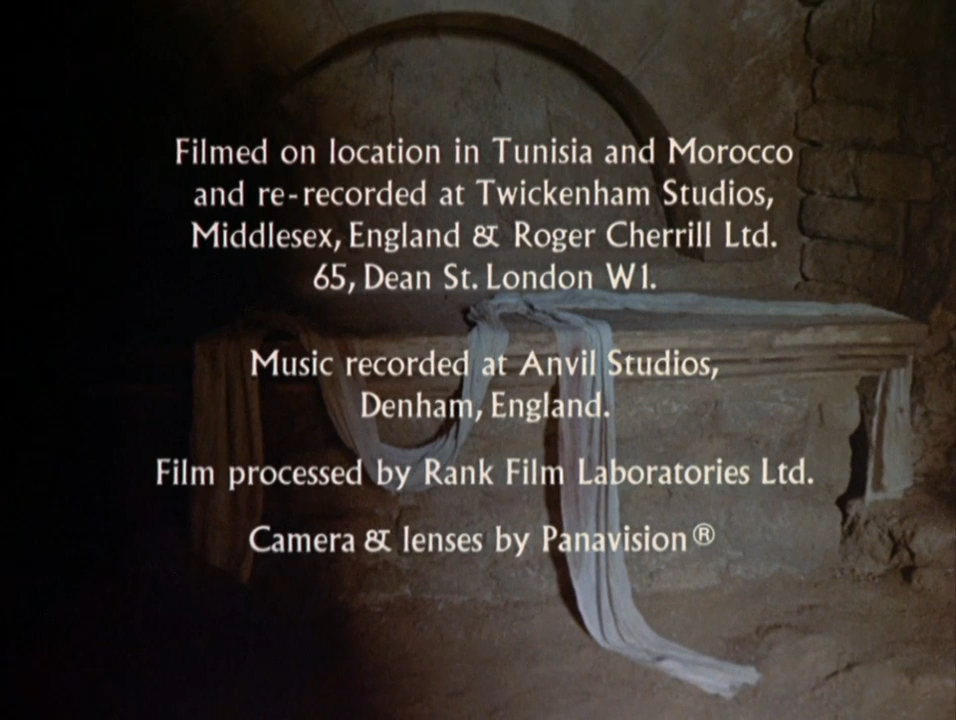 Filmed on location in Tunisia and Morocco
and re-recorded at Twickenham Studios,
Middlesex, England & Roger Cherrill Ltd.
65, Dean St. London W1.
Music recorded at Anvil Studios,
Denham, England.
Film processed by Rank Film Laboratories Ltd.
Camera & lenses by Panavision®